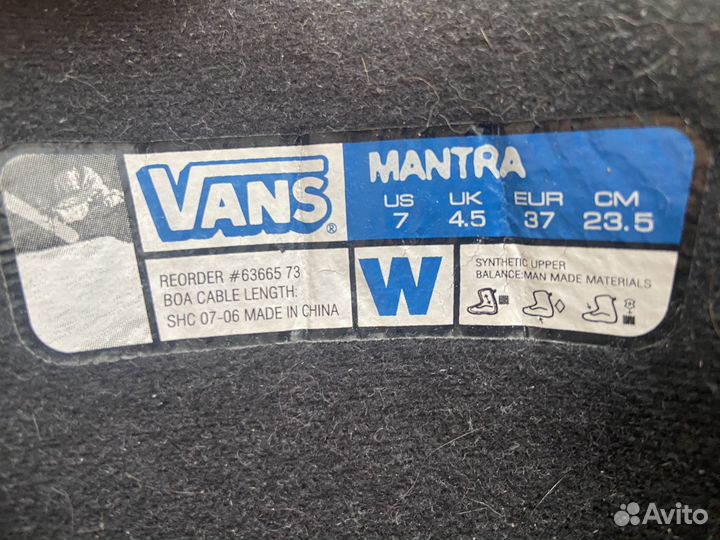 VANS®
MANTRA
US UK EUR CM
7 4.5 37 23.5
REORDER #63665 73
BOA CABLE LENGTH:
SHC 07-06 MADE IN CHINA
W
SYNTHETIC UPPER
BALANCE:MAN MADE MATERIALS
Avito